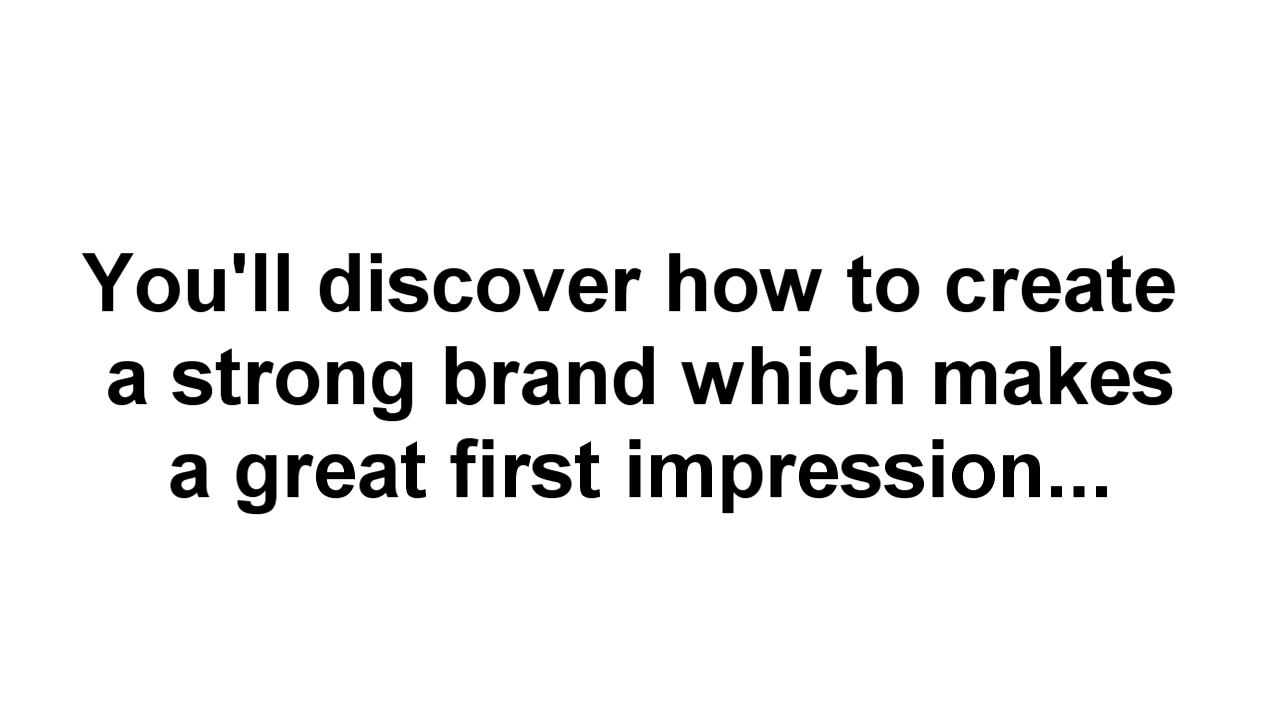 You'll discover how to create
a strong brand which makes
a great first impression...